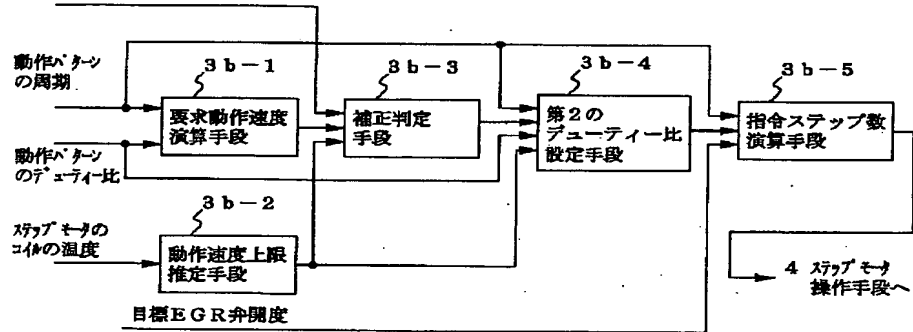 動作パターン
の周期
3b-1
要求動作速度
演算手段
3b-3
補正判定
手段
3b-4
第2の
デューティー比
設定手段
3b-5
指令ステップ数
演算手段
動作パターン
のデューティー比
ステップモータの
コイルの温度
3b-2
動作速度上限
推定手段
目標EGR弁開度
4 ステップモータ
操作手段へ